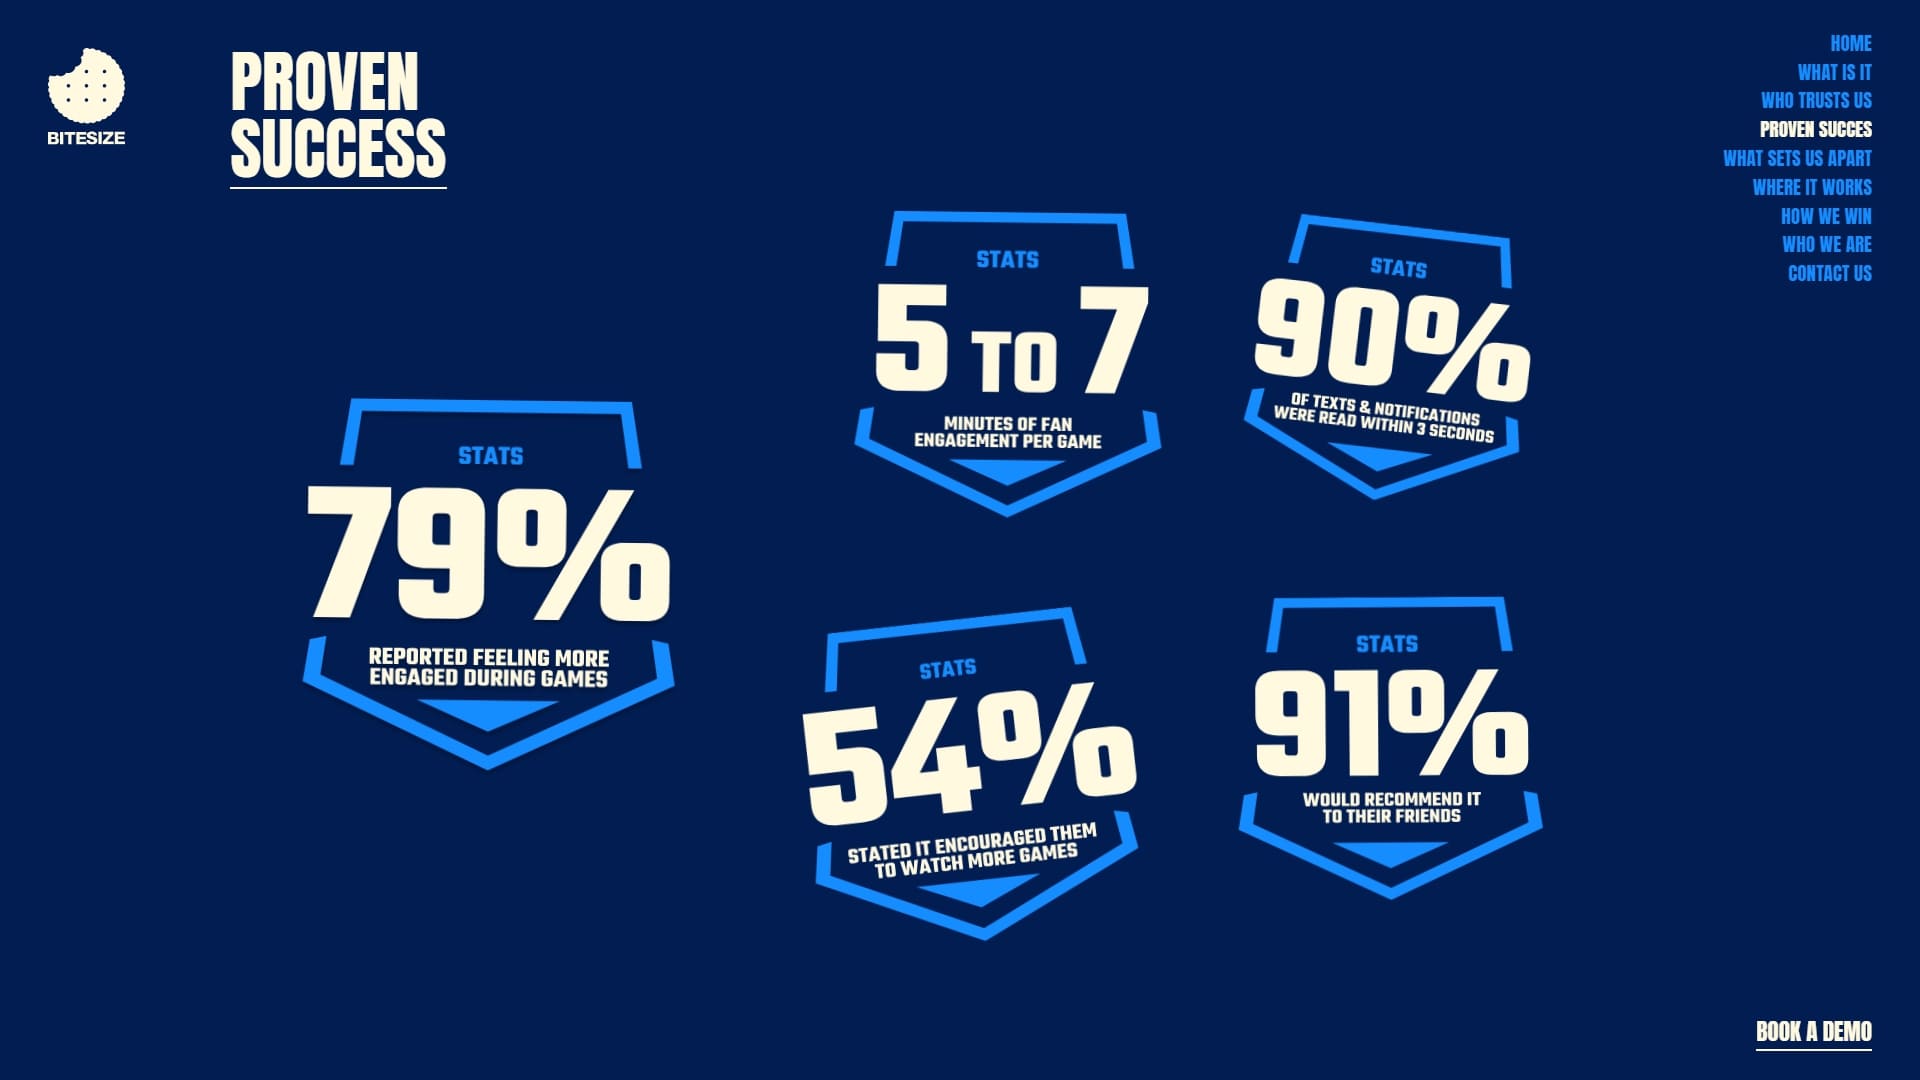 BITESIZE
PROVEN
SUCCESS
HOME
WHAT IS IT
WHO TRUSTS US
PROVEN SUCCES
WHAT SETS US APART
WHERE IT WORKS
HOW WE WIN
WHO WE ARE
CONTACT US
STATS
79%
REPORTED FEELING MORE
ENGAGED DURING GAMES
STATS
5 TO 7
MINUTES OF FAN
ENGAGEMENT PER GAME
STATS
90%
OF TEXTS & NOTIFICATIONS
WERE READ WITHIN 3 SECONDS
STATS
54%
STATED IT ENCOURAGED THEM
TO WATCH MORE GAMES
STATS
91%
WOULD RECOMMEND IT
TO THEIR FRIENDS
BOOK A DEMO